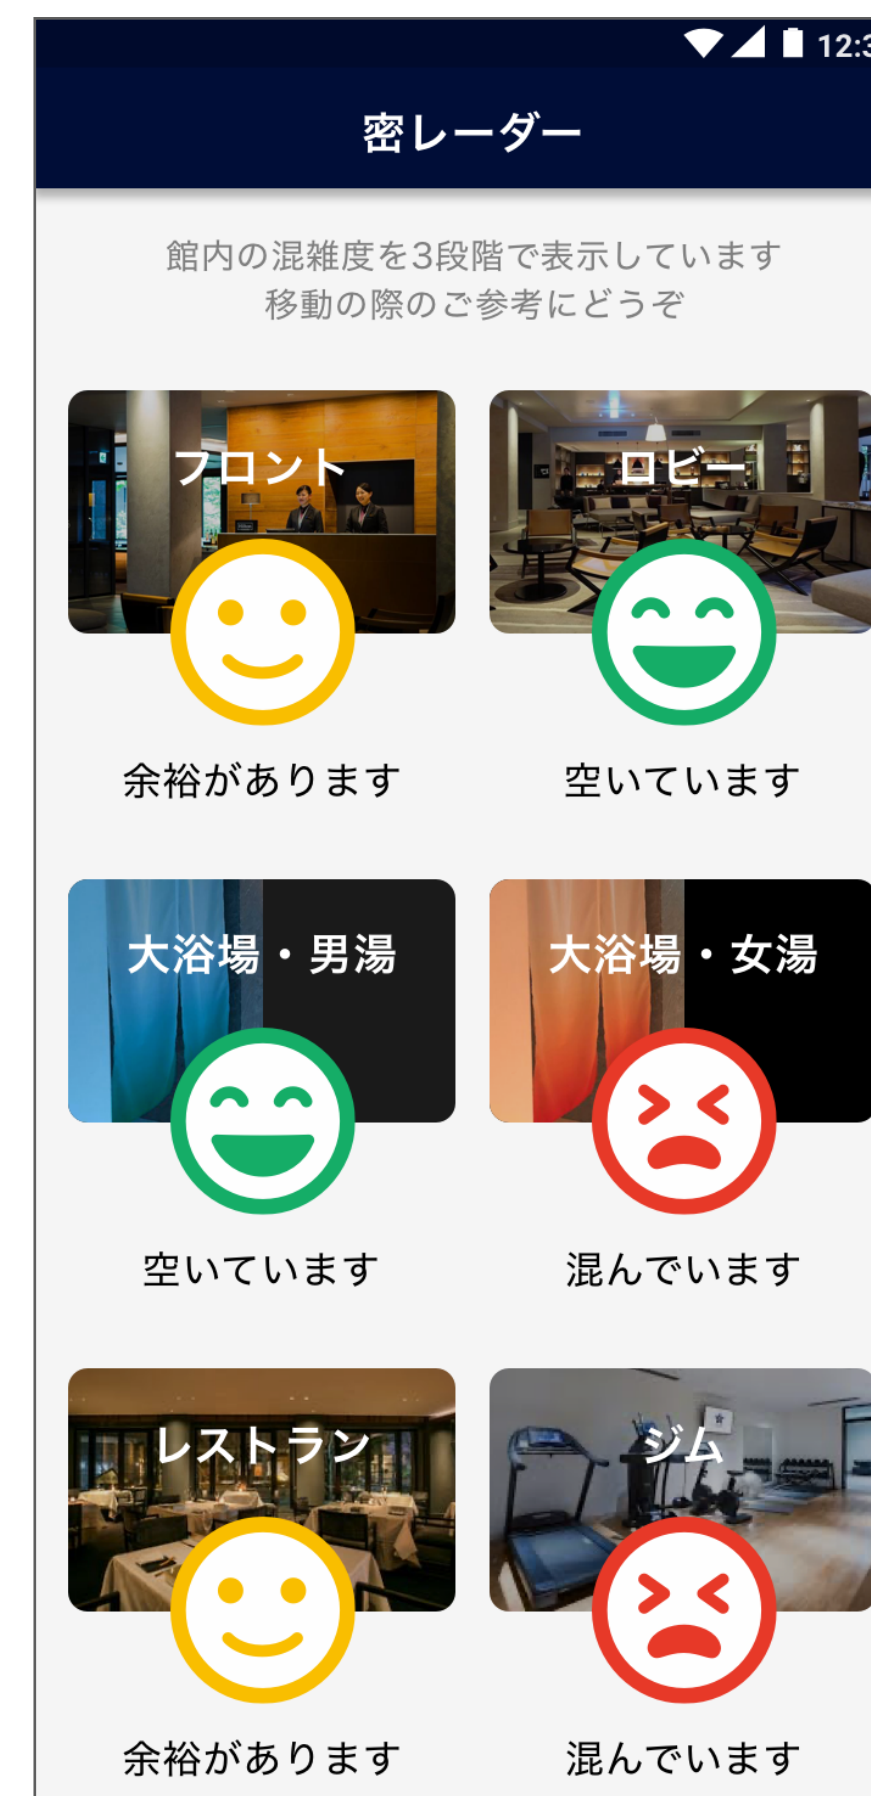 12:3
密レーダー
館内の混雑度を3段階で表示しています
移動の際のご参考にどうぞ
フロント
ロビー
余裕があります
空いています
大浴場・男湯
大浴場・女湯
空いています
混んでいます
レストラン
ジム
余裕があります
混んでいます